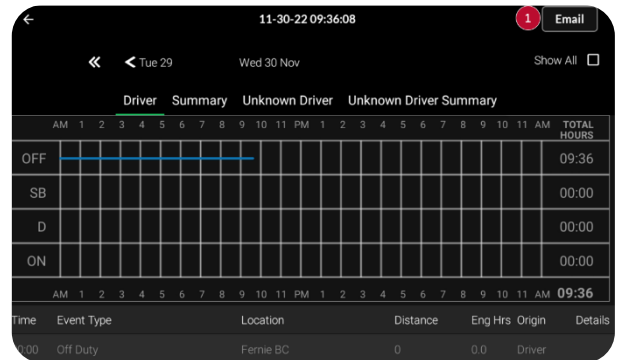 11-30-22 09:36:08
1
Email
Tue 29
Wed 30 Nov
Show All
Driver Summary Unknown Driver Unknown Driver Summary
AM 1 2 3 4 5 6 7 8 9 10 11 PM 1 2 3 4 5 6 7 8 9 10 11 AM TOTAL HOURS
OFF 09:36
SB 00:00
D 00:00
ON 00:00
AM 1 2 3 4 5 6 7 8 9 10 11 PM 1 2 3 4 5 6 7 8 9 10 11 AM 09:36
Time Event Type Location Distance Eng Hrs Origin Details
0:00 Off Duty Fernie BC 0 0.0 Driver